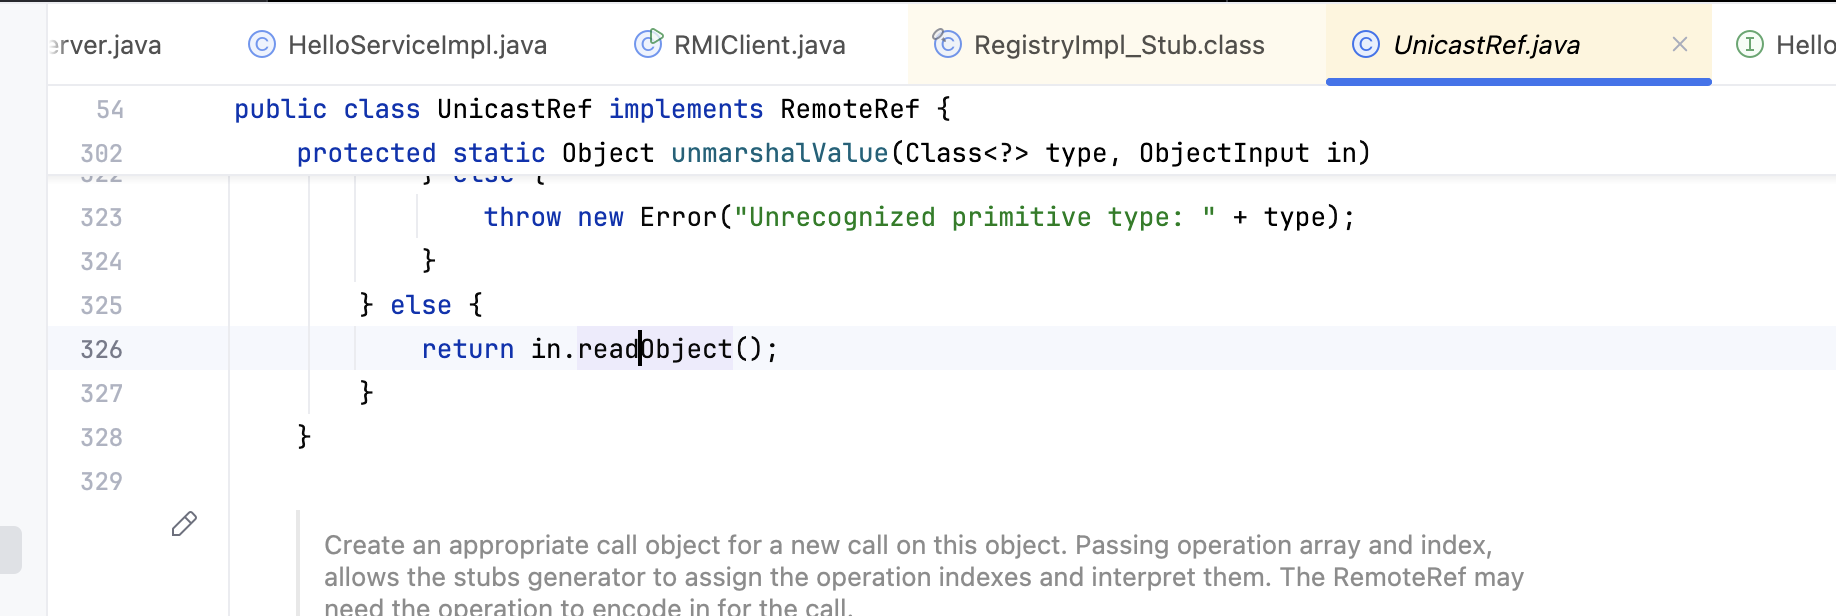 erver.java HelloServiceImpl.java RMIClient.java RegistryImpl_Stub.class UnicastRef.java Hello
54 public class UnicastRef implements RemoteRef {
302 protected static Object unmarshalValue(Class<?> type, ObjectInput in)
322 } else {
323 throw new Error("Unrecognized primitive type: " + type);
324 }
325 } else {
326 return in.readObject();
327 }
328 }
329
Create an appropriate call object for a new call on this object. Passing operation array and index,
allows the stubs generator to assign the operation indexes and interpret them. The RemoteRef may
need the operation to encode in for the call.